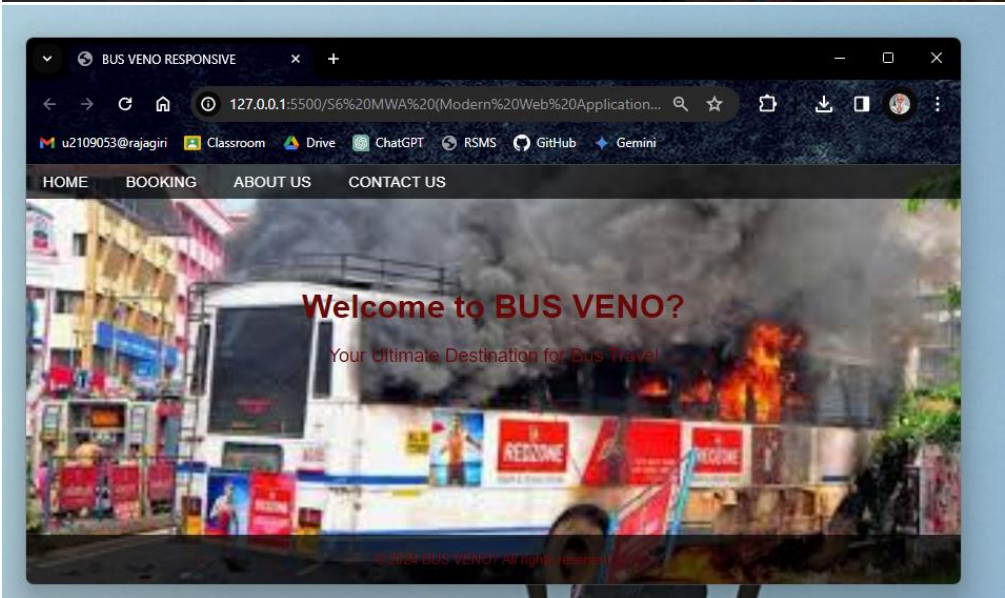 BUS VENO RESPONSIVE
127.0.0.1:5500/S6%20MWA%20(Modern%20Web%20Application...
u2109053@rajagiri Classroom Drive ChatGPT RSMS GitHub Gemini
HOME BOOKING ABOUT US CONTACT US
Welcome to BUS VENO?
Your Ultimate Destination for Bus Travel
REDZONE REDZONE
© 2024 BUS VENO? All rights reserved.